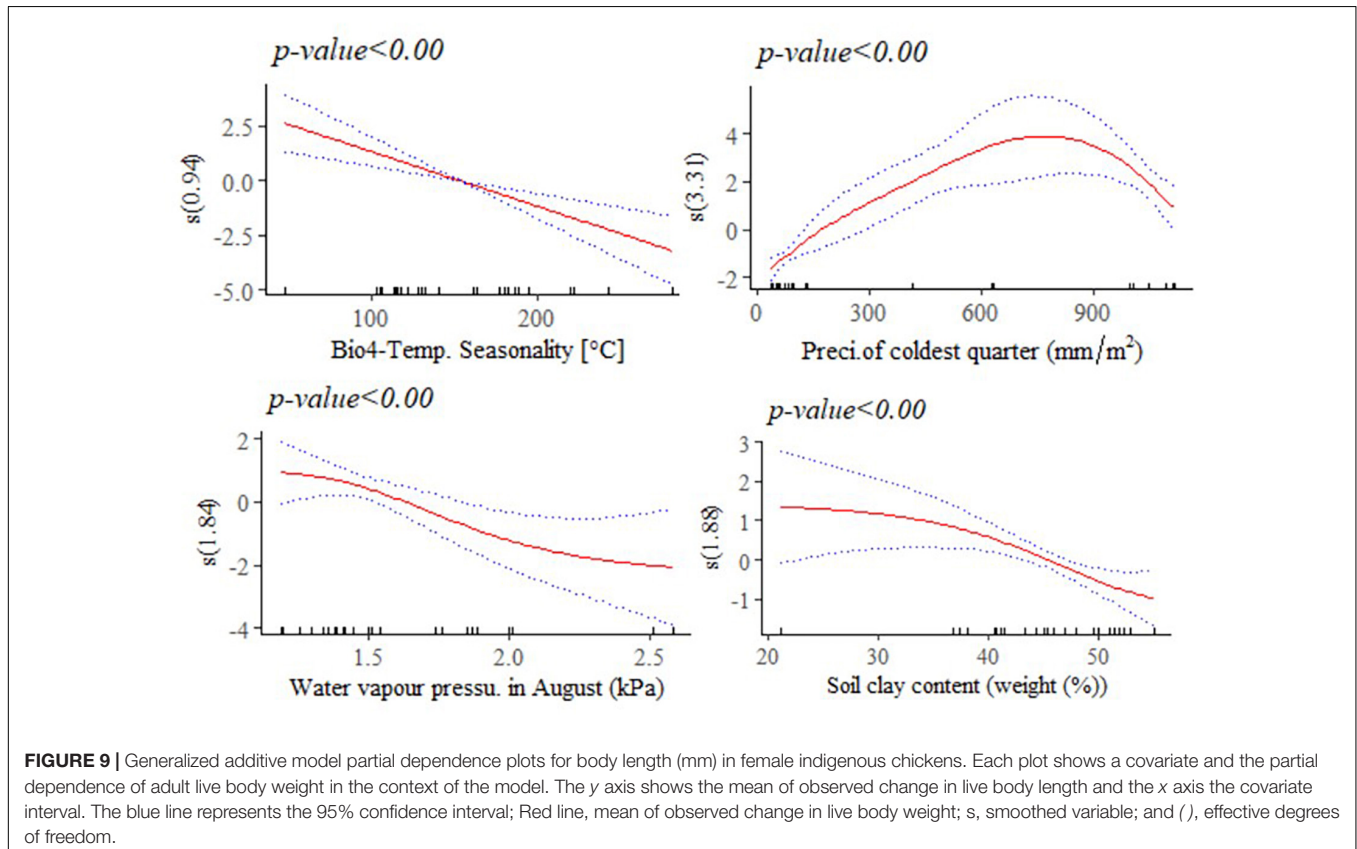 p-value<0.00
p-value<0.00
s(0.94)
2.5
0.0
-2.5
-5.0
100
200
Bio4-Temp. Seasonality [°C]
s(3.31)
4
2
0
-2
0
300
600
900
Preci.of coldest quarter (mm/m²)
p-value<0.00
p-value<0.00
s(1.84)
2
0
-2
-4
1.5
2.0
2.5
Water vapour pressu. in August (kPa)
s(1.88)
3
2
1
0
-1
20
30
40
50
Soil clay content (weight (%))
FIGURE 9 | Generalized additive model partial dependence plots for body length (mm) in female indigenous chickens. Each plot shows a covariate and the partial
dependence of adult live body weight in the context of the model. The y axis shows the mean of observed change in live body length and the x axis the covariate
interval. The blue line represents the 95% confidence interval; Red line, mean of observed change in live body weight; s, smoothed variable; and ( ), effective degrees
of freedom.